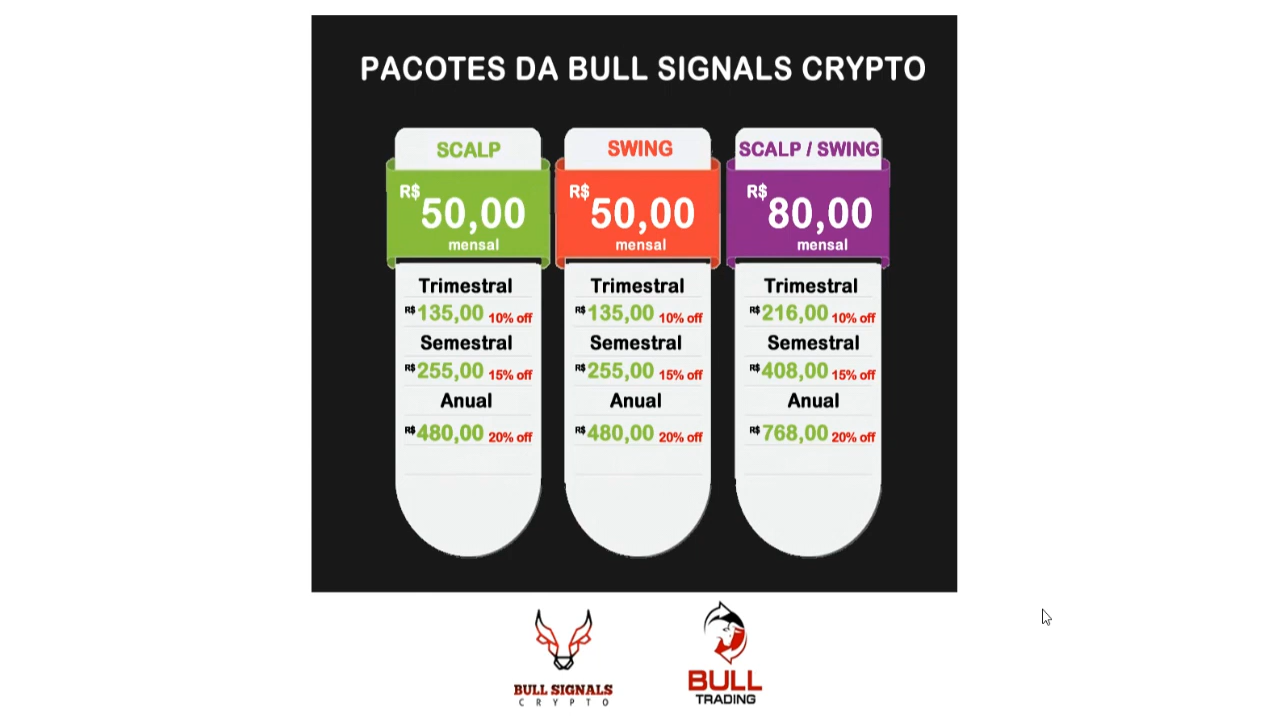 PACOTES DA BULL SIGNALS CRYPTO
SCALP
R$ 50,00
mensal
Trimestral
R$ 135,00 10% off
Semestral
R$ 255,00 15% off
Anual
R$ 480,00 20% off
SWING
R$ 50,00
mensal
Trimestral
R$ 135,00 10% off
Semestral
R$ 255,00 15% off
Anual
R$ 480,00 20% off
SCALP / SWING
R$ 80,00
mensal
Trimestral
R$ 216,00 10% off
Semestral
R$ 408,00 15% off
Anual
R$ 768,00 20% off
BULL SIGNALS
CRYPTO
BULL
TRADING